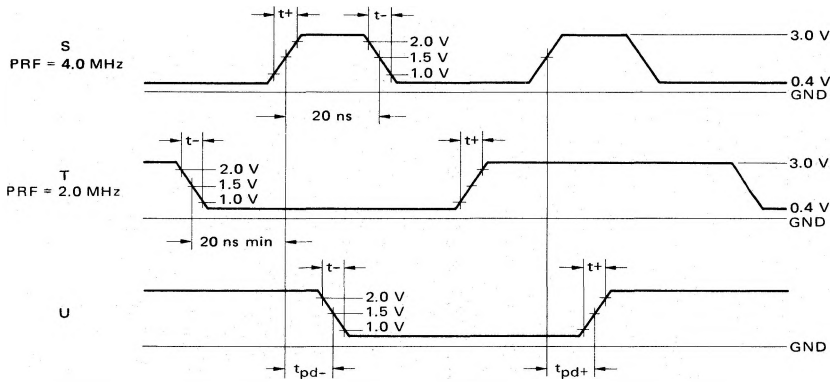 t+
t-
S
PRF = 4.0 MHz
2.0 V
1.5 V
1.0 V
3.0 V
0.4 V
GND
20 ns
t-
t+
T
PRF = 2.0 MHz
2.0 V
1.5 V
1.0 V
3.0 V
0.4 V
GND
20 ns min
t-
t+
U
2.0 V
1.5 V
1.0 V
GND
tpd-
tpd+